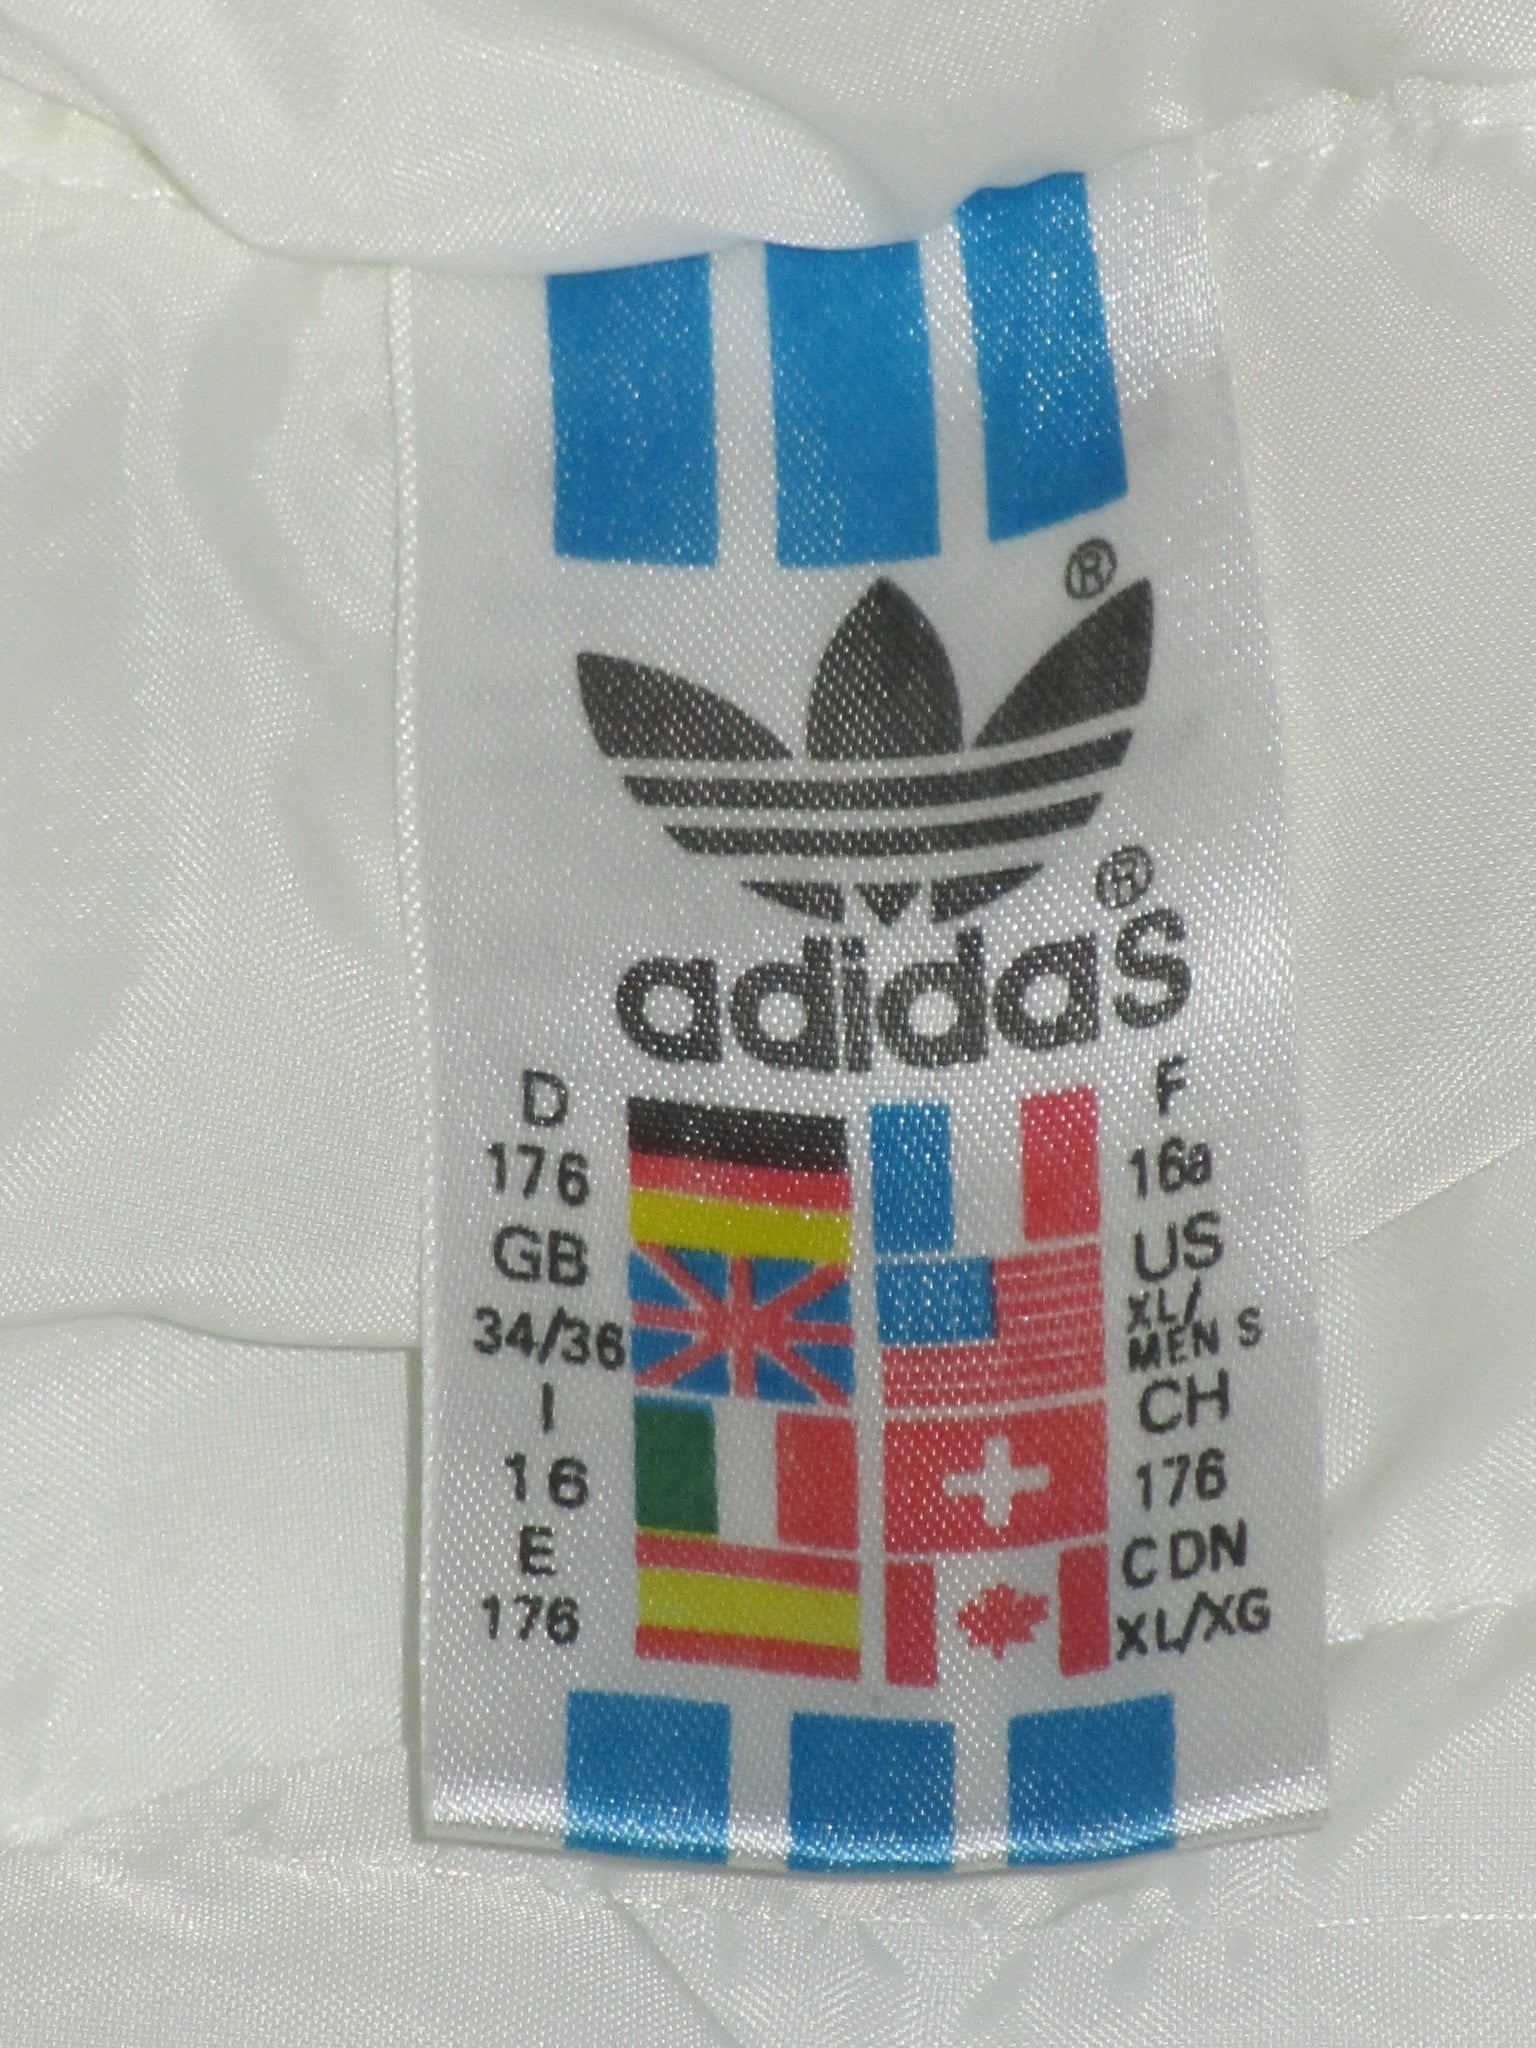 ®
®
adidas
D
176
GB
34/36
I
16
E
176
F
16a
US
XL/
MEN S
CH
176
CDN
XL/XG